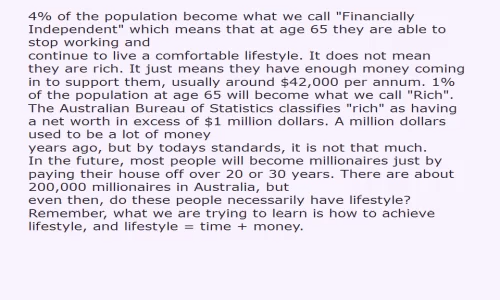 4% of the population become what we call "Financially
Independent" which means that at age 65 they are able to
stop working and
continue to live a comfortable lifestyle. It does not mean
they are rich. It just means they have enough money coming
in to support them, usually around $42,000 per annum. 1%
of the population at age 65 will become what we call "Rich".
The Australian Bureau of Statistics classifies "rich" as having
a net worth in excess of $1 million dollars. A million dollars
used to be a lot of money
years ago, but by todays standards, it is not that much.
In the future, most people will become millionaires just by
paying their house off over 20 or 30 years. There are about
200,000 millionaires in Australia, but
even then, do these people necessarily have lifestyle?
Remember, what we are trying to learn is how to achieve
lifestyle, and lifestyle = time + money.